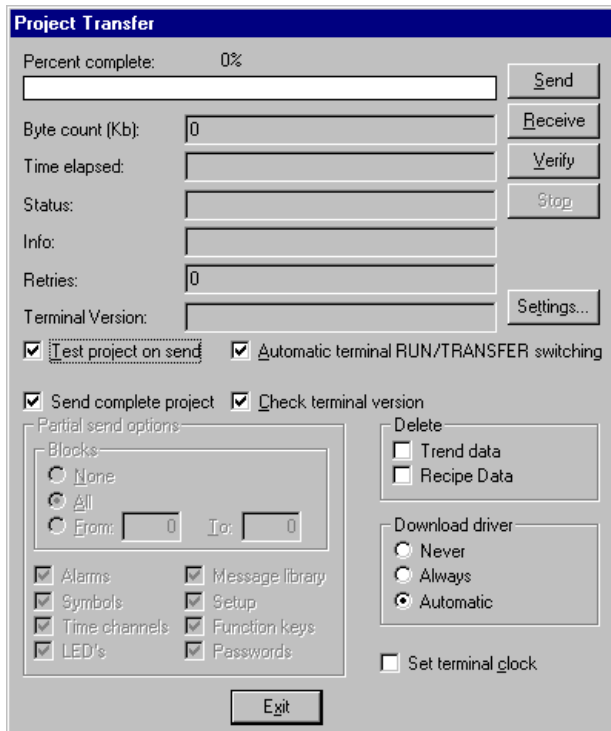 Project Transfer
Percent complete: 0%
Send
Byte count (Kb): 0
Receive
Time elapsed:
Verify
Status:
Stop
Info:
Retries: 0
Terminal Version:
Settings...
Test project on send Automatic terminal RUN/TRANSFER switching
Send complete project Check terminal version
Partial send options
Blocks
None
All
From: 0 To: 0
Alarms Message library
Symbols Setup
Time channels Function keys
LED's Passwords
Delete
Trend data
Recipe Data
Download driver
Never
Always
Automatic
Set terminal clock
Exit